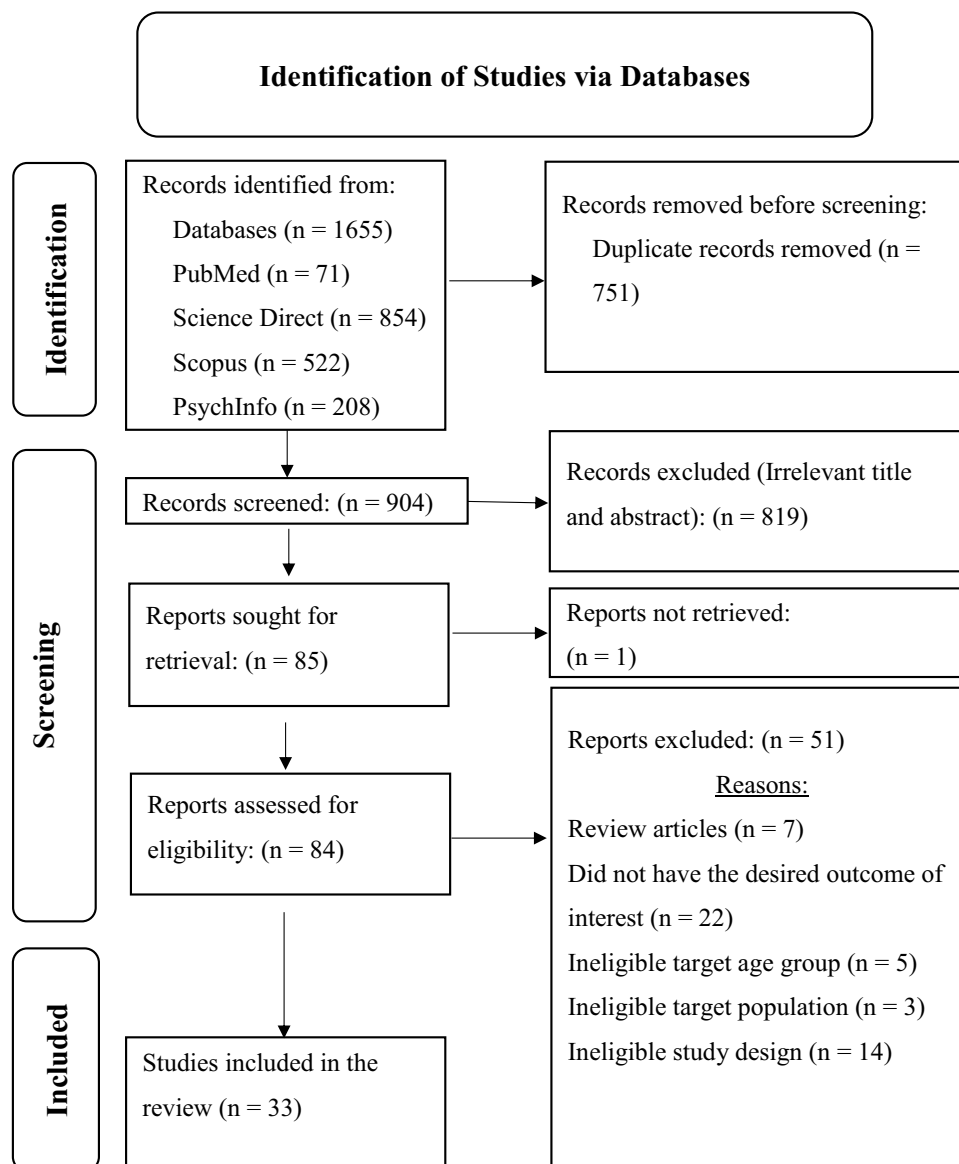 Identification of Studies via Databases
Identification
Records identified from:
Databases (n = 1655)
PubMed (n = 71)
Science Direct (n = 854)
Scopus (n = 522)
PsychInfo (n = 208)
Records removed before screening:
Duplicate records removed (n =
751)
Screening
Records screened: (n = 904)
Records excluded (Irrelevant title
and abstract): (n = 819)
Reports sought for
retrieval: (n = 85)
Reports not retrieved:
(n = 1)
Reports assessed for
eligibility: (n = 84)
Reports excluded: (n = 51)
Reasons:
Review articles (n = 7)
Did not have the desired outcome of
interest (n = 22)
Ineligible target age group (n = 5)
Ineligible target population (n = 3)
Ineligible study design (n = 14)
Included
Studies included in the
review (n = 33)